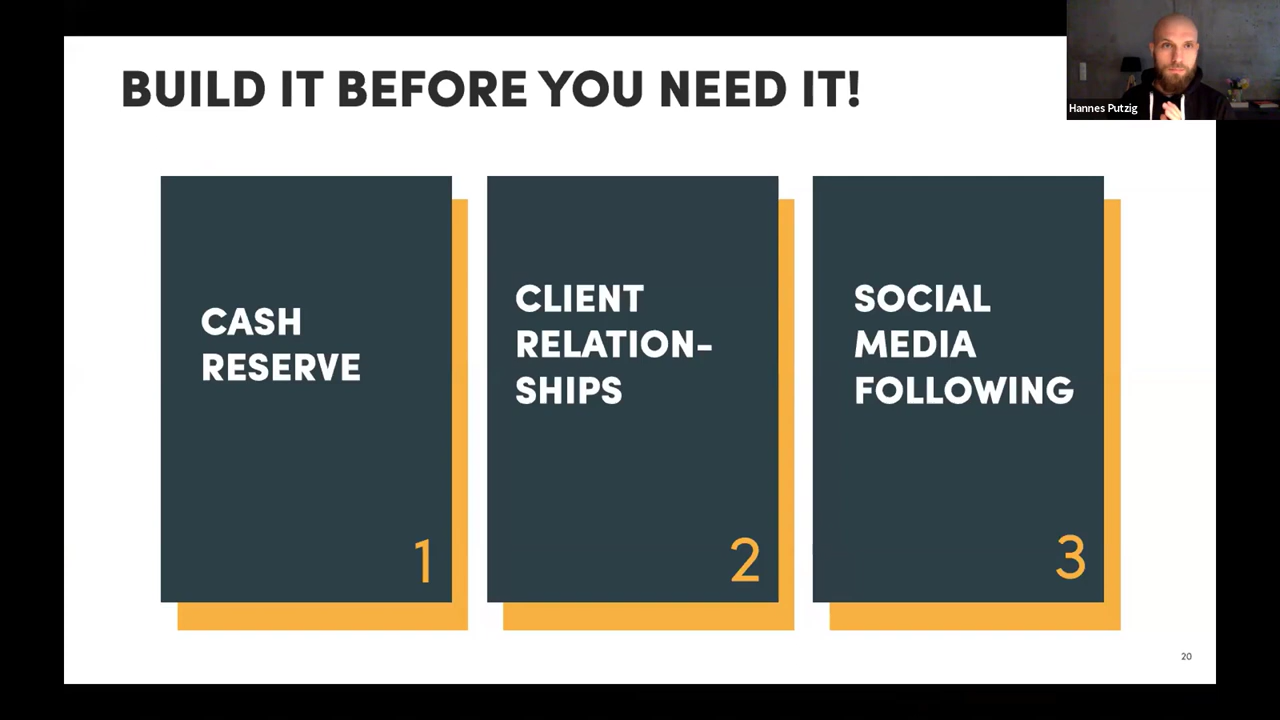 BUILD IT BEFORE YOU NEED IT!
Hannes Putzig
CASH
RESERVE
1
CLIENT
RELATION-
SHIPS
2
SOCIAL
MEDIA
FOLLOWING
3
20